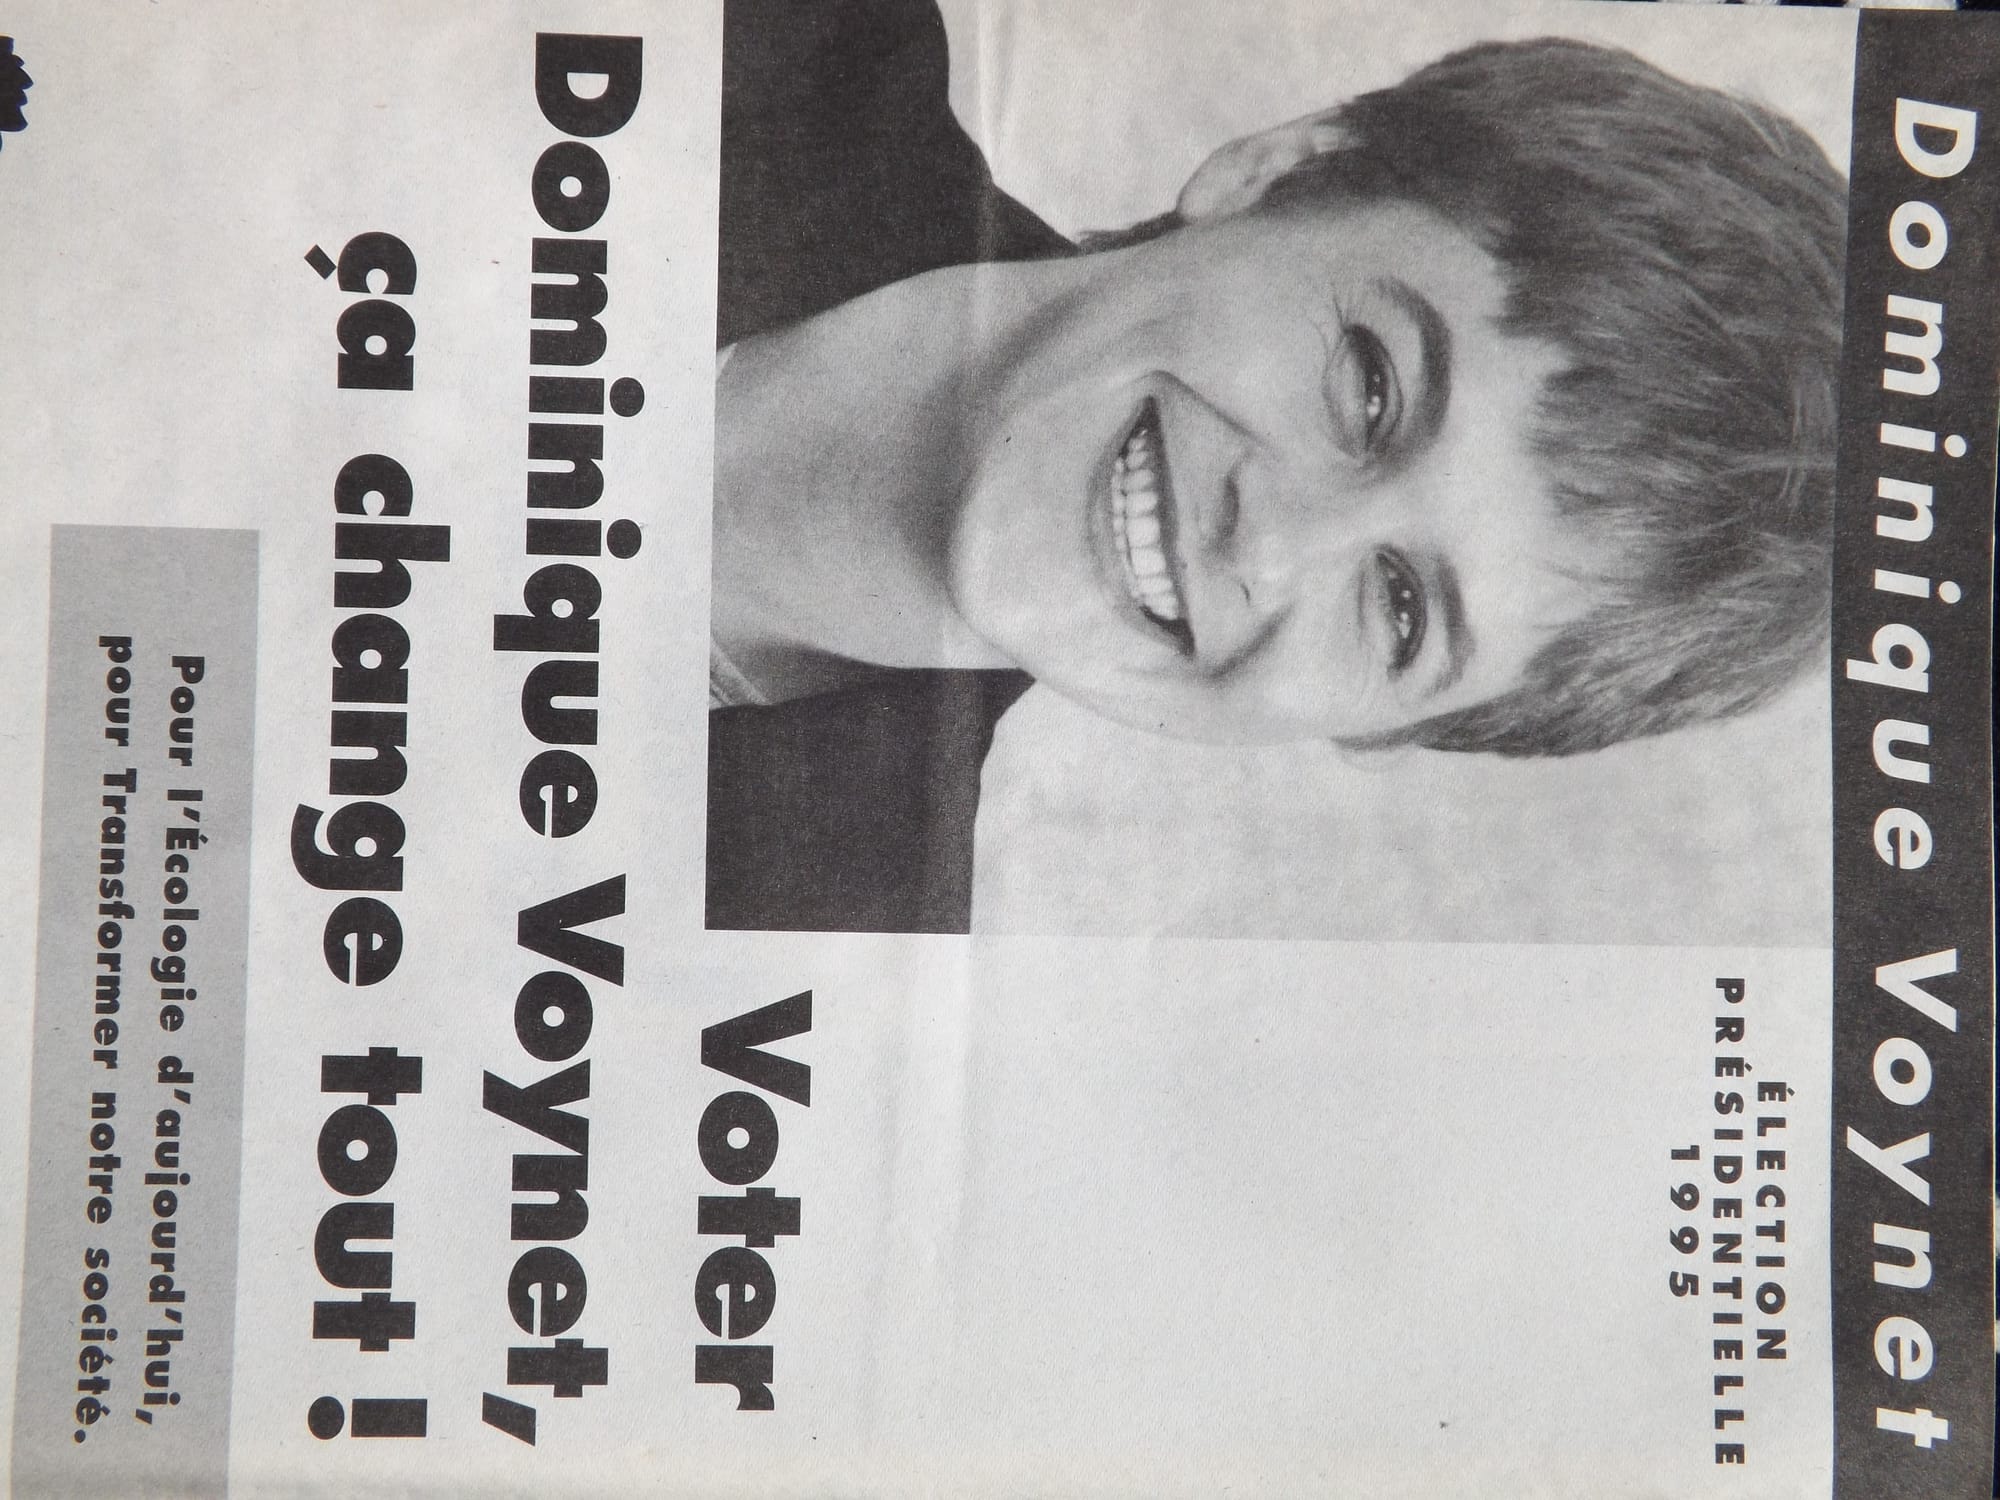 Dominique Voynet
ÉLECTION
PRÉSIDENTIELLE
1995
Voter
Dominique Voynet,
ça change tout !
Pour l'Écologie d'aujourd'hui,
pour Transformer notre société.